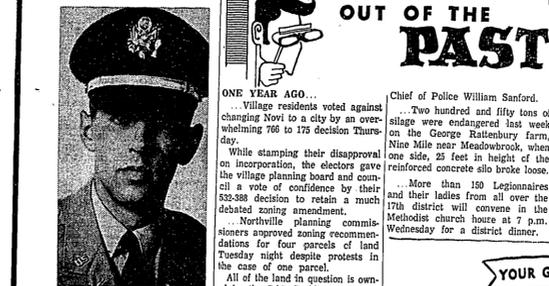 OUT OF THE
PAST
ONE YEAR AGO...
...Village residents voted against
changing Novi to a city by an over-
whelming 766 to 175 decision Thurs-
day.
While stamping their disapproval
on incorporation, the electors gave
the village planning board and coun-
cil a vote of confidence by their
532-388 decision to retain a much
debated zoning amendment.
...Northville planning commis-
sioners approved zoning recommen-
dations for four parcels of land
Tuesday night despite protests in
the case of one parcel.
All of the land in question is own-
Chief of Police William Sanford.
...Two hundred and fifty tons of
silage were endangered last week
on the George Rattenbury farm,
Nine Mile near Meadowbrook, when
one side, 25 feet in height of the
reinforced concrete silo broke loose.
...More than 150 Legionnaires
and their ladies from all over the
17th district will convene in the
Methodist church house at 7 p.m.
Wednesday for a district dinner.
YOUR G